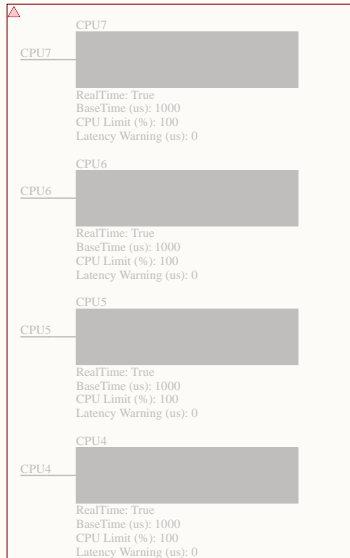 CPU7
CPU7
RealTime: True
BaseTime (us): 1000
CPU Limit (%): 100
Latency Warning (us): 0
CPU6
CPU6
RealTime: True
BaseTime (us): 1000
CPU Limit (%): 100
Latency Warning (us): 0
CPU5
CPU5
RealTime: True
BaseTime (us): 1000
CPU Limit (%): 100
Latency Warning (us): 0
CPU4
CPU4
RealTime: True
BaseTime (us): 1000
CPU Limit (%): 100
Latency Warning (us): 0